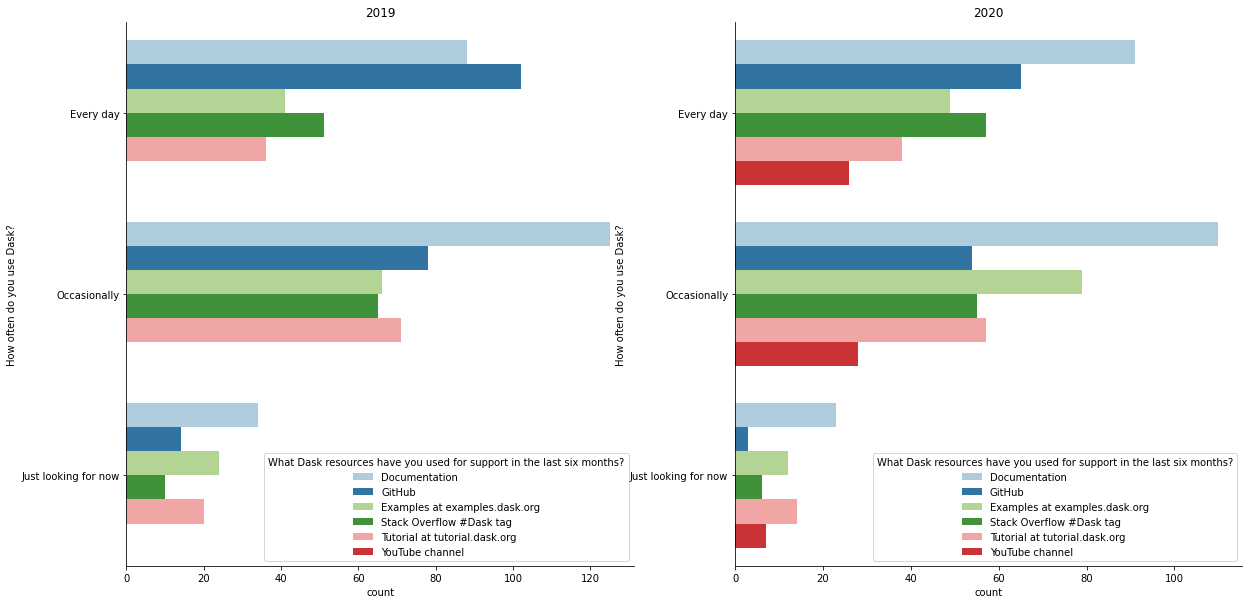 2019
Every day
Occasionally
Just looking for now
How often do you use Dask?
What Dask resources have you used for support in the last six months?
Documentation
GitHub
Examples at examples.dask.org
Stack Overflow #Dask tag
Tutorial at tutorial.dask.org
YouTube channel
0 20 40 60 80 100 120
count
2020
Every day
Occasionally
Just looking for now
How often do you use Dask?
What Dask resources have you used for support in the last six months?
Documentation
GitHub
Examples at examples.dask.org
Stack Overflow #Dask tag
Tutorial at tutorial.dask.org
YouTube channel
0 20 40 60 80 100
count